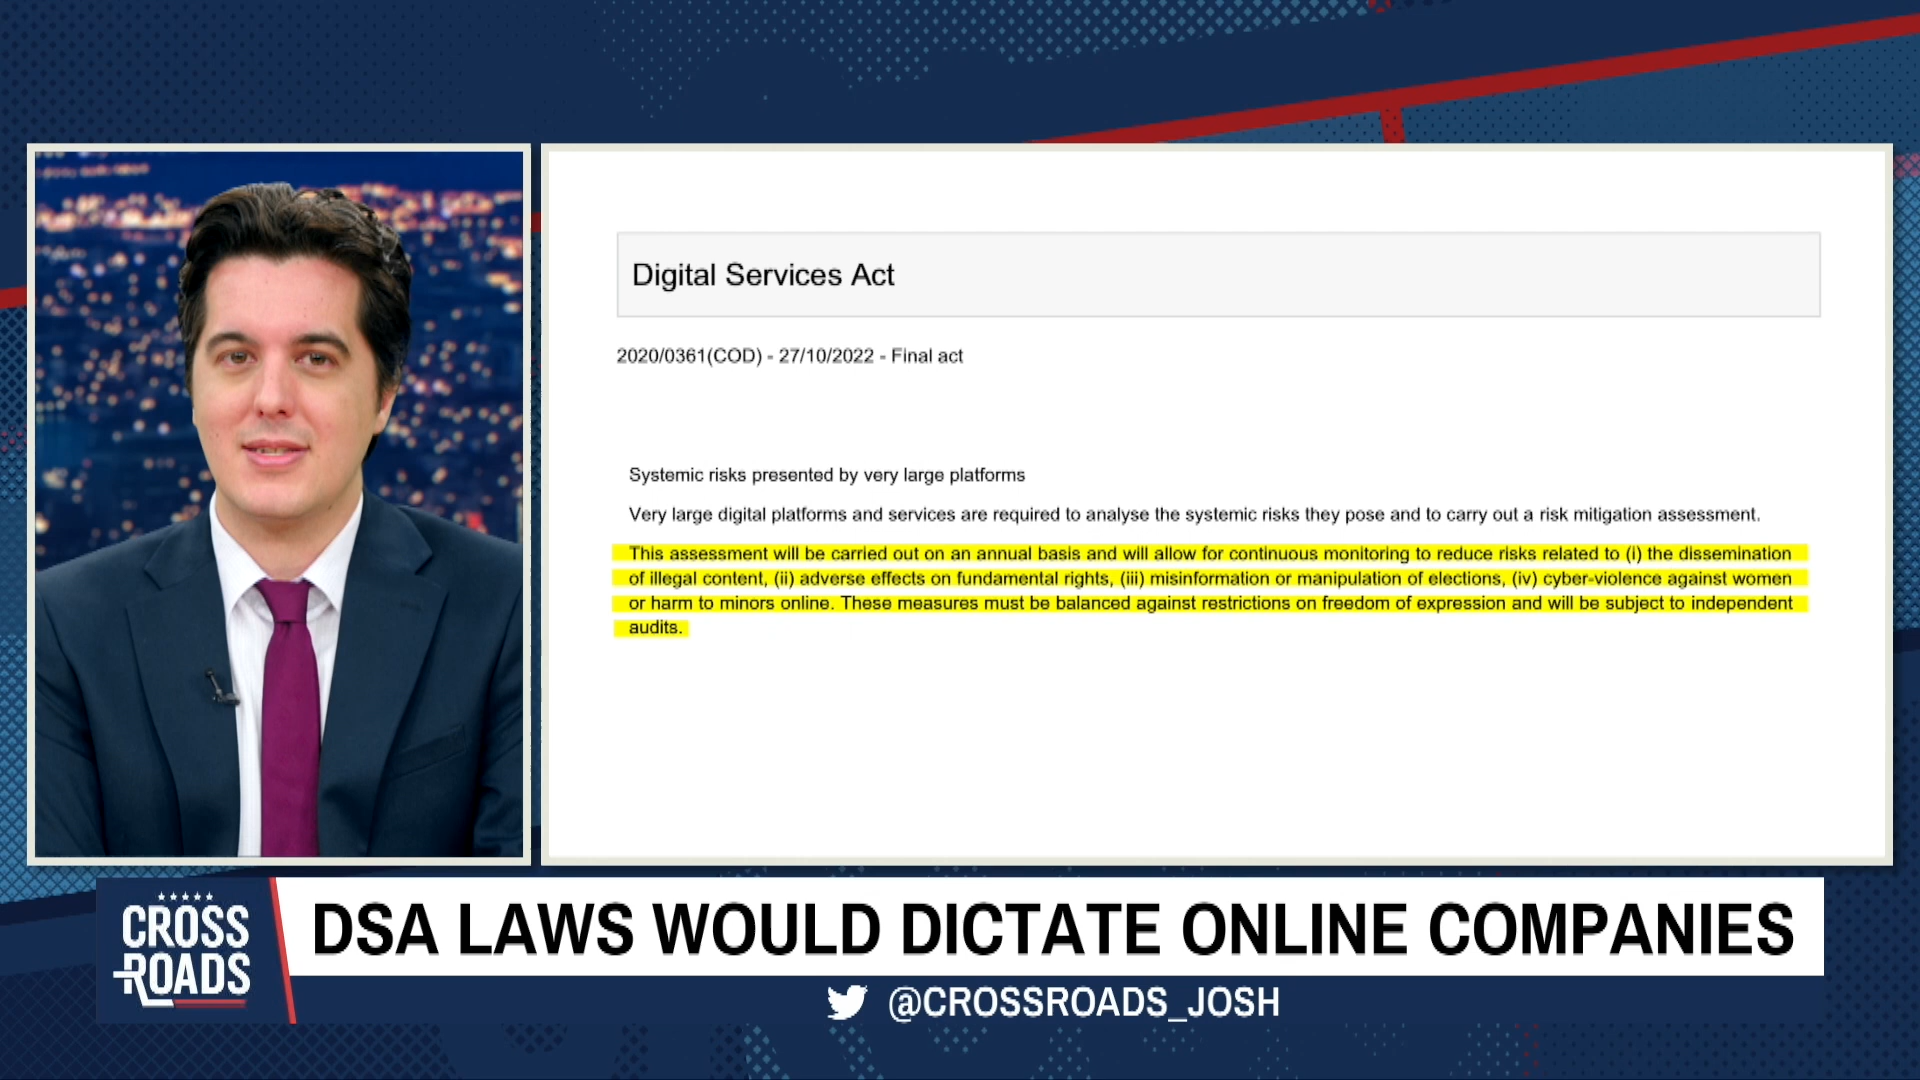 Digital Services Act
2020/0361(COD) - 27/10/2022 - Final act
Systemic risks presented by very large platforms
Very large digital platforms and services are required to analyse the systemic risks they pose and to carry out a risk mitigation assessment.
This assessment will be carried out on an annual basis and will allow for continuous monitoring to reduce risks related to (i) the dissemination
of illegal content, (ii) adverse effects on fundamental rights, (iii) misinformation or manipulation of elections, (iv) cyber-violence against women
or harm to minors online. These measures must be balanced against restrictions on freedom of expression and will be subject to independent
audits.
CROSS
ROADS
DSA LAWS WOULD DICTATE ONLINE COMPANIES
@CROSSROADS_JOSH